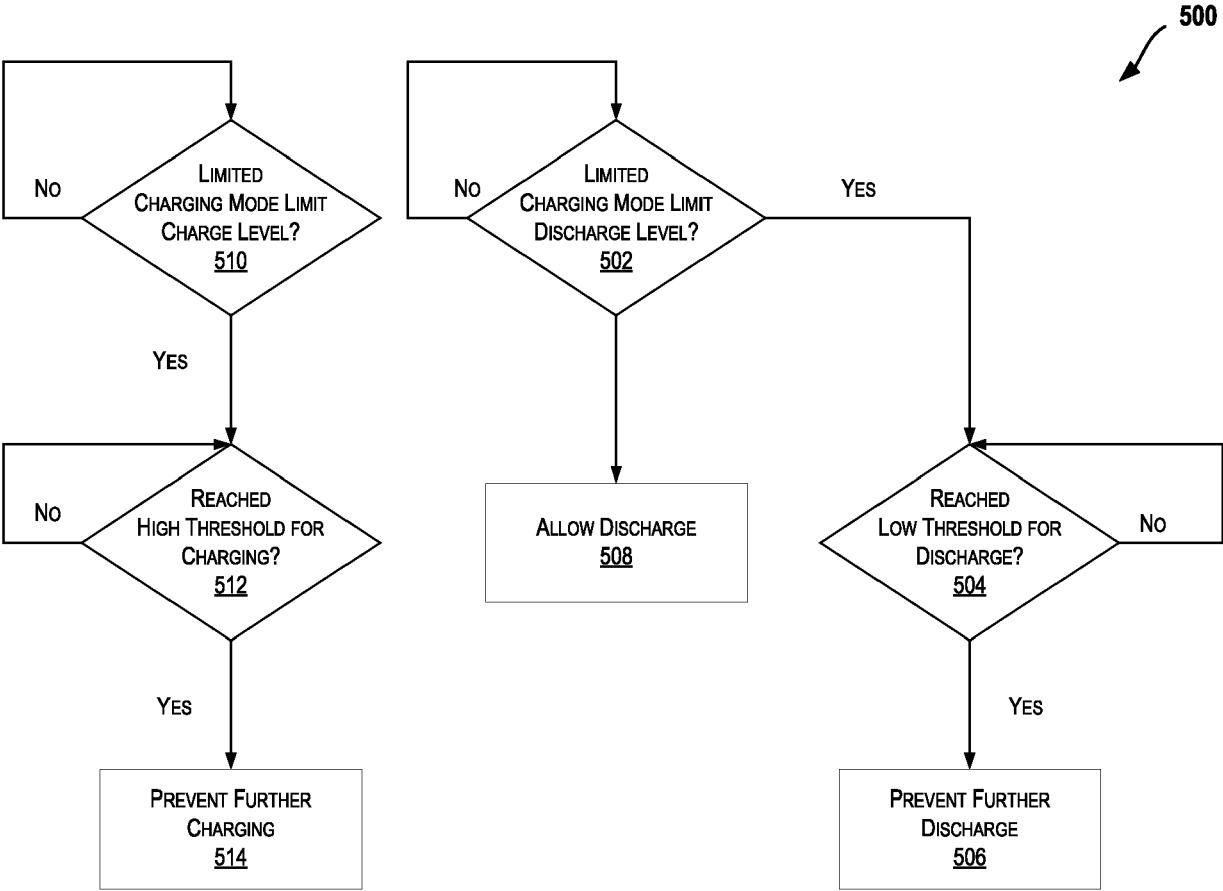 500
No
Limited
Charging Mode Limit
Charge Level?
510
Yes
No
Reached
High Threshold for
Charging?
512
Yes
Prevent Further
Charging
514
No
Limited
Charging Mode Limit
Discharge Level?
502
Yes
Allow Discharge
508
Reached
Low Threshold for
Discharge?
504
No
Yes
Prevent Further
Discharge
506